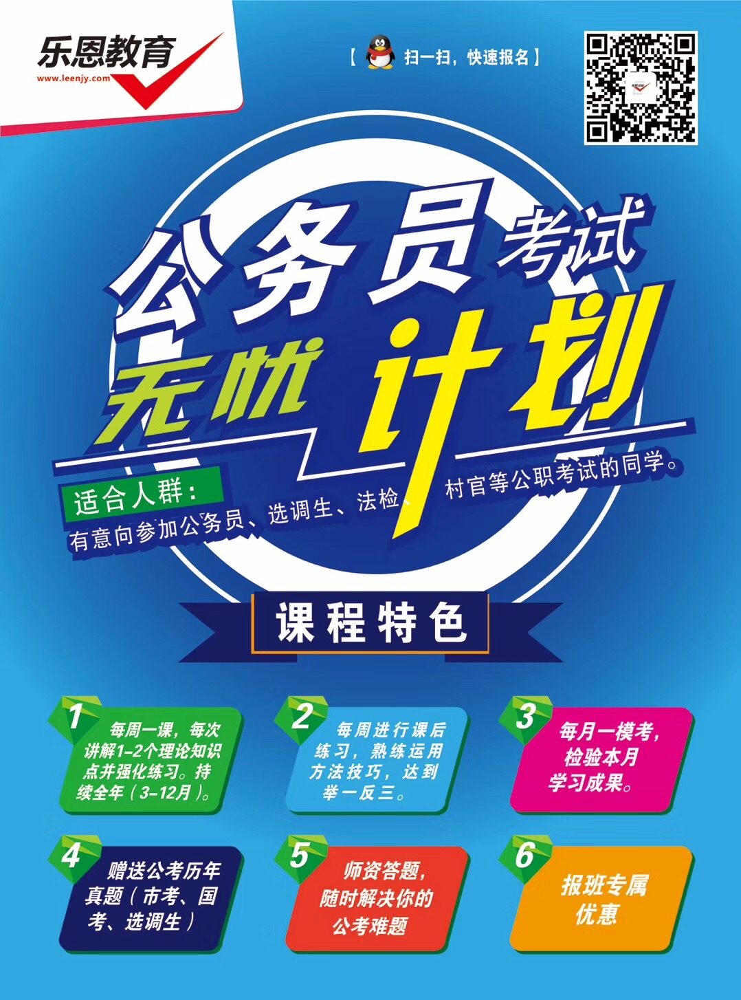 乐恩教育
www.leenjy.com
【 扫一扫，快速报名】
乐恩教育
公务员考试
无忧计划
适合人群：
有意向参加公务员、选调生、法检、村官等公职考试的同学。
课程特色
1
每周一课，每次
讲解1-2个理论知识
点并强化练习。持
续全年（3-12月）。
2
每周进行课后
练习，熟练运用
方法技巧，达到
举一反三。
3
每月一模考，
检验本月
学习成果。
4
赠送公考历年
真题（市考、国
考、选调生）
5
师资答题，
随时解决你的
公考难题
6
报班专属
优惠